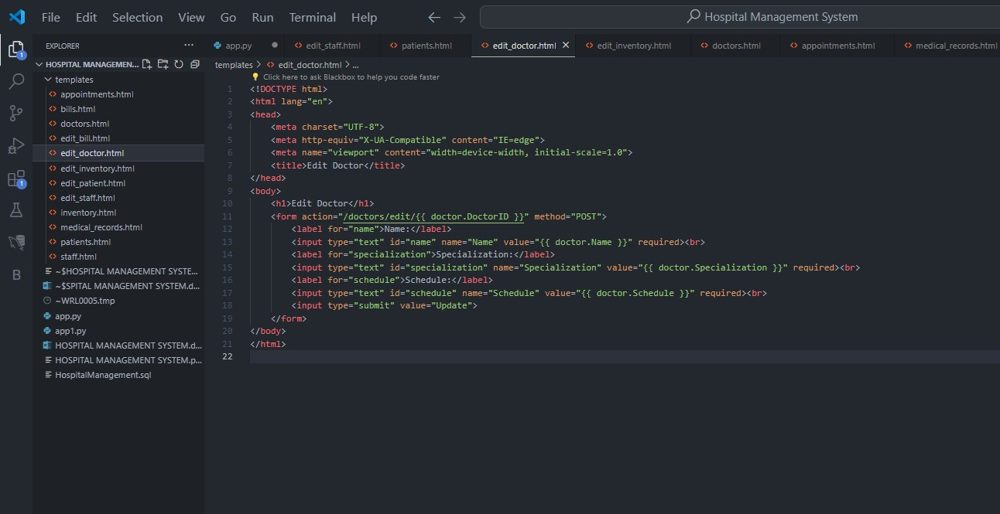 File Edit Selection View Go Run Terminal Help
Hospital Management System
EXPLORER
HOSPITAL MANAGEMEN...
templates
appointments.html
bills.html
doctors.html
edit_bill.html
edit_doctor.html
edit_inventory.html
edit_patient.html
edit_staff.html
inventory.html
medical_records.html
patients.html
staff.html
~$HOSPITAL MANAGEMENT SYSTE...
~$SPITAL MANAGEMENT SYSTEM.d...
~WRL0005.tmp
app.py
app1.py
HOSPITAL MANAGEMENT SYSTEM.d...
HOSPITAL MANAGEMENT SYSTEM.p...
HospitalManagement.sql
1
1
B
app.py edit_staff.html patients.html edit_doctor.html edit_inventory.html doctors.html appointments.html medical_records.html
templates > edit_doctor.html > ...
Click here to ask Blackbox to help you code faster
1 <!DOCTYPE html>
2 <html lang="en">
3 <head>
4 <meta charset="UTF-8">
5 <meta http-equiv="X-UA-Compatible" content="IE=edge">
6 <meta name="viewport" content="width=device-width, initial-scale=1.0">
7 <title>Edit Doctor</title>
8 </head>
9 <body>
10 <h1>Edit Doctor</h1>
11 <form action="/doctors/edit/{{ doctor.DoctorID }}" method="POST">
12 <label for="name">Name:</label>
13 <input type="text" id="name" name="Name" value="{{ doctor.Name }}" required><br>
14 <label for="specialization">Specialization:</label>
15 <input type="text" id="specialization" name="Specialization" value="{{ doctor.Specialization }}" required><br>
16 <label for="schedule">Schedule:</label>
17 <input type="text" id="schedule" name="Schedule" value="{{ doctor.Schedule }}" required><br>
18 <input type="submit" value="Update">
19 </form>
20 </body>
21 </html>
22